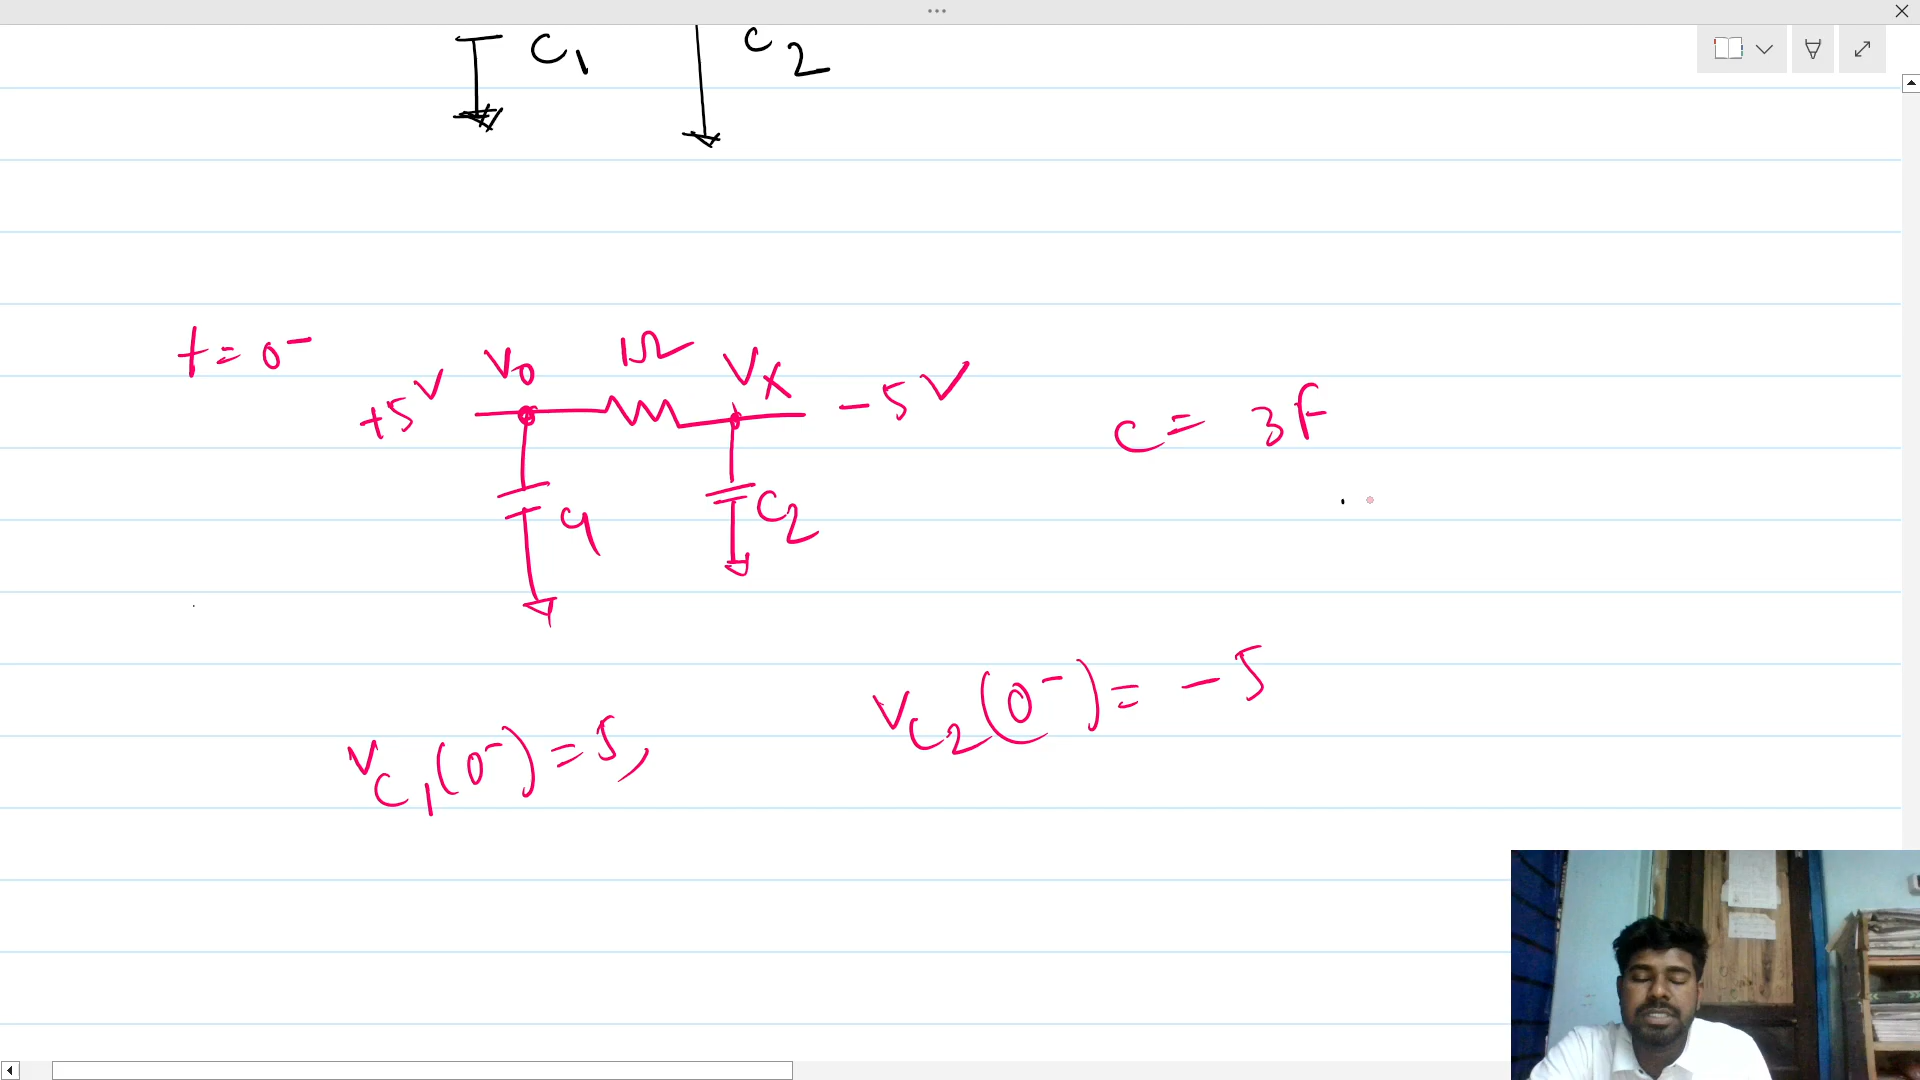 C1 C2
t = 0⁻
+5V V0 1Ω Vx -5V
C = 3F
C1 C2
VC2(0⁻) = -5
VC1(0⁻) = 5,